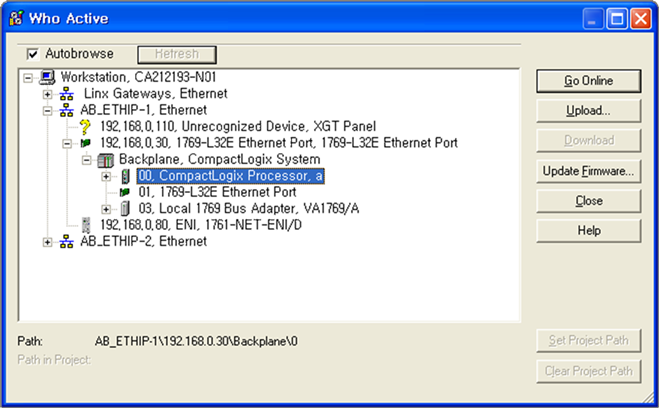 Who Active
Autobrowse
Refresh
Workstation, CA212193-N01
Linx Gateways, Ethernet
AB_ETHIP-1, Ethernet
192,168,0,110, Unrecognized Device, XGT Panel
192,168,0,30, 1769-L32E Ethernet Port, 1769-L32E Ethernet Port
Backplane, CompactLogix System
00, CompactLogix Processor, a
01, 1769-L32E Ethernet Port
03, Local 1769 Bus Adapter, VA1769/A
192,168,0,80, ENI, 1761-NET-ENI/D
AB_ETHIP-2, Ethernet
Go Online
Upload...
Download
Update Firmware...
Close
Help
Path: AB_ETHIP-1\192.168.0.30\Backplane\0
Path in Project:
Set Project Path
Clear Project Path